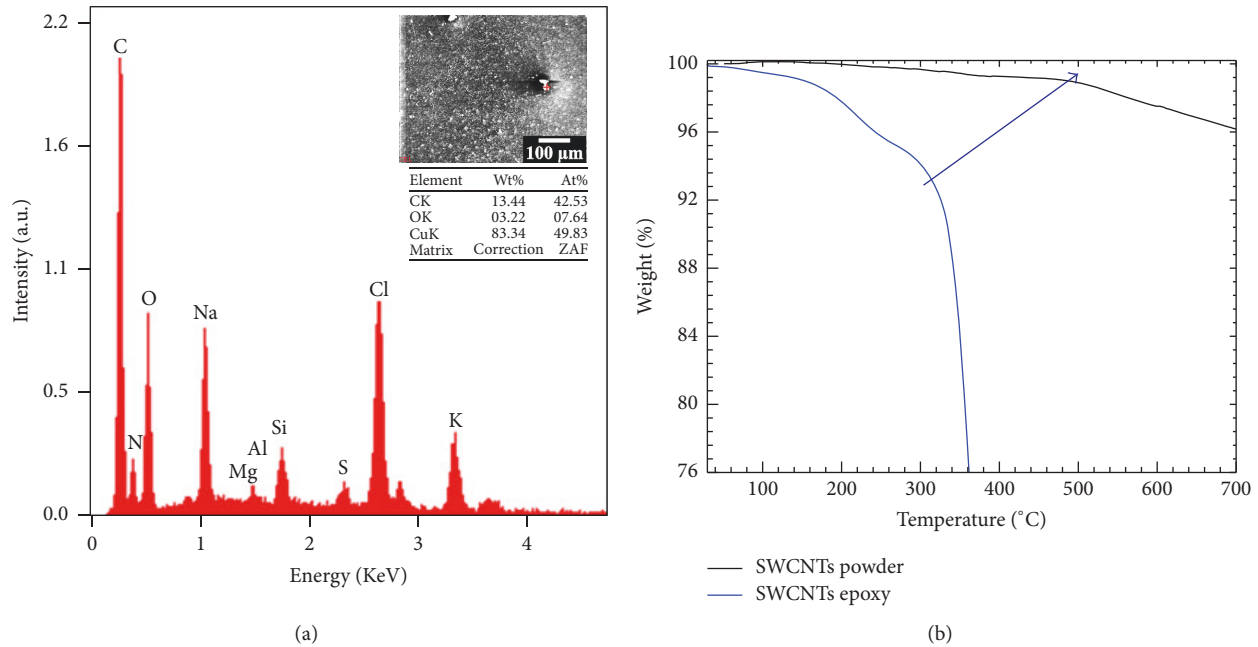 2.2
1.6
1.1
0.5
0.0
Intensity (a.u.)
C
N
O
Na
Mg
Al
Si
S
Cl
K
100 µm
Element Wt% At%
CK 13.44 42.53
OK 03.22 07.64
CuK 83.34 49.83
Matrix Correction ZAF
0 1 2 3 4
Energy (KeV)
(a)
100
96
92
88
84
80
76
Weight (%)
100 200 300 400 500 600 700
Temperature (°C)
SWCNTs powder
SWCNTs epoxy
(b)